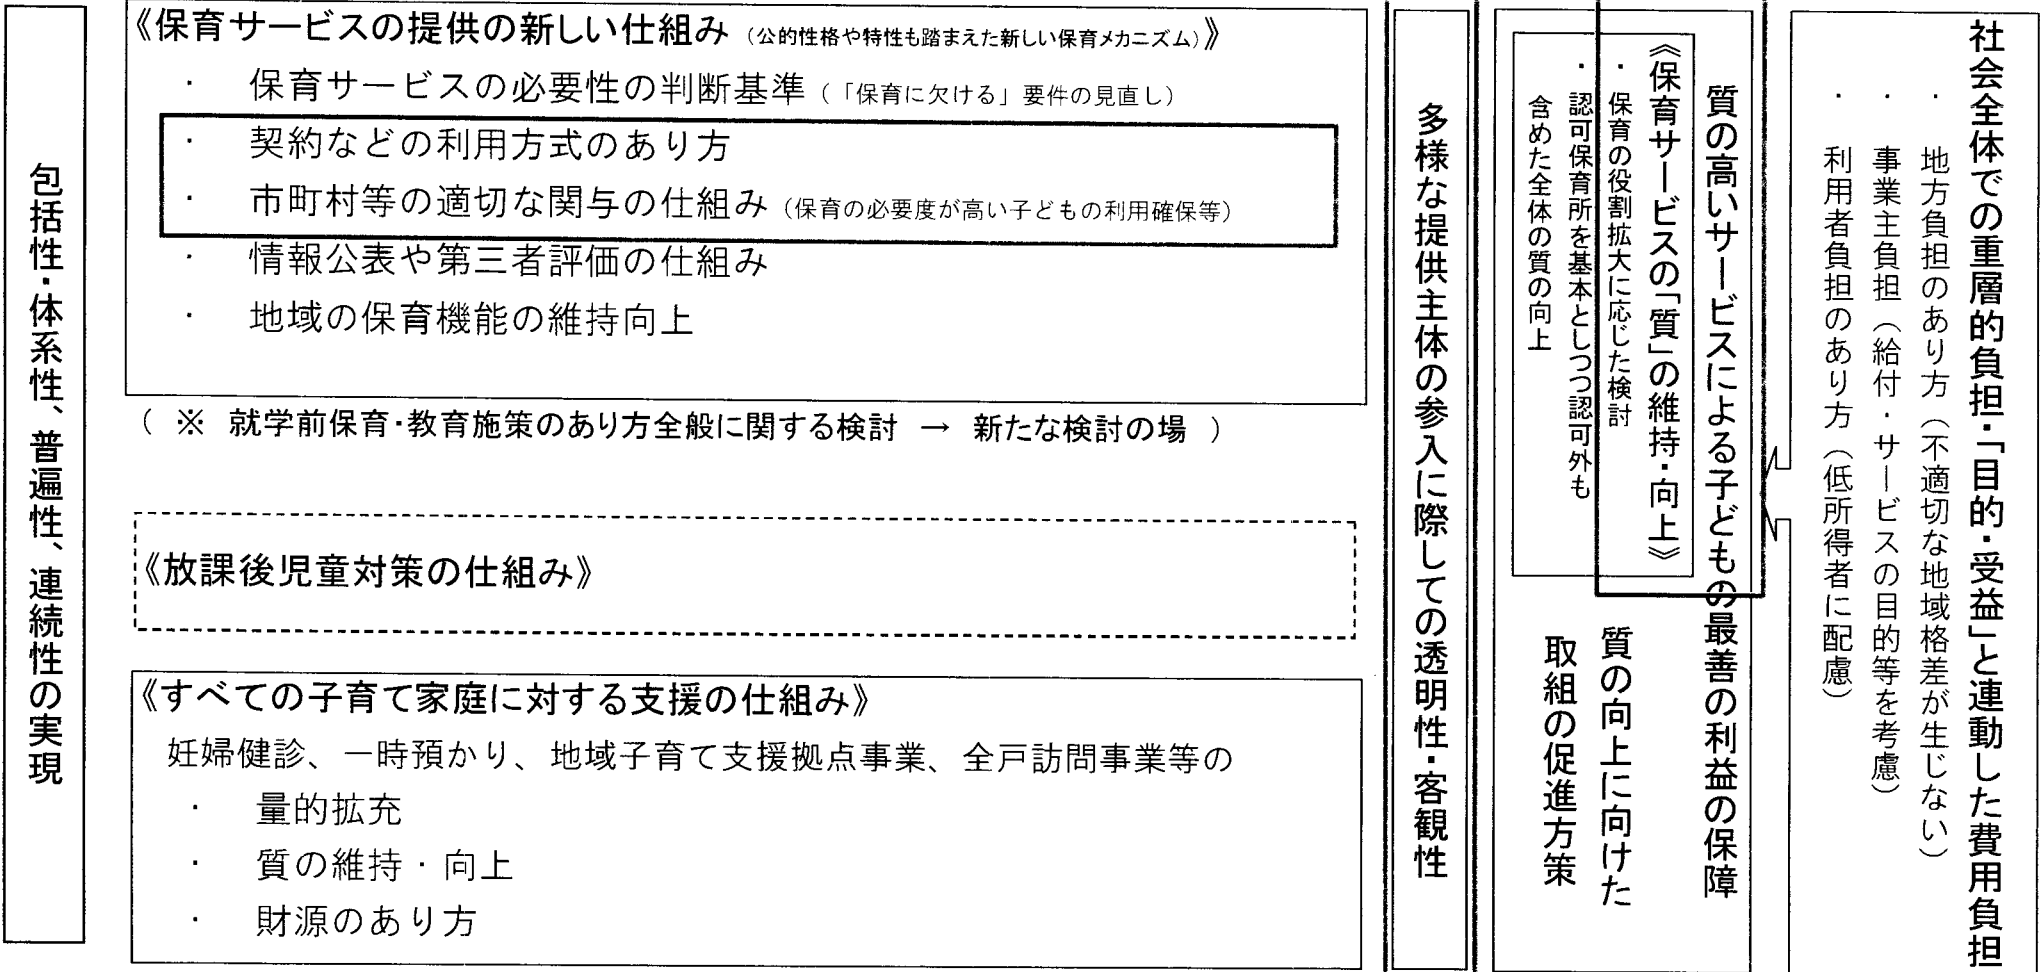 包括性・体系性、普遍性、連続性の実現
《保育サービスの提供の新しい仕組み（公的性格や特性も踏まえた新しい保育メカニズム）》
・ 保育サービスの必要性の判断基準（「保育に欠ける」要件の見直し）
・ 契約などの利用方式のあり方
・ 市町村等の適切な関与の仕組み（保育の必要度が高い子どもの利用確保等）
・ 情報公表や第三者評価の仕組み
・ 地域の保育機能の維持向上
（ ※ 就学前保育・教育施策のあり方全般に関する検討 → 新たな検討の場 ）
《放課後児童対策の仕組み》
《すべての子育て家庭に対する支援の仕組み》
妊婦健診、一時預かり、地域子育て支援拠点事業、全戸訪問事業等の
・ 量的拡充
・ 質の維持・向上
・ 財源のあり方
多様な提供主体の参入に際しての透明性・客観性
質の高いサービスによる子どもの最善の利益の保障
《保育サービスの「質」の維持・向上》
・ 保育の役割拡大に応じた検討
・ 認可保育所を基本としつつ認可外も
含めた全体の質の向上
質の向上に向けた
取組の促進方策
社会全体での重層的負担・「目的・受益」と連動した費用負担
・ 地方負担のあり方（不適切な地域格差が生じない）
・ 事業主負担（給付・サービスの目的等を考慮）
・ 利用者負担のあり方（低所得者に配慮）